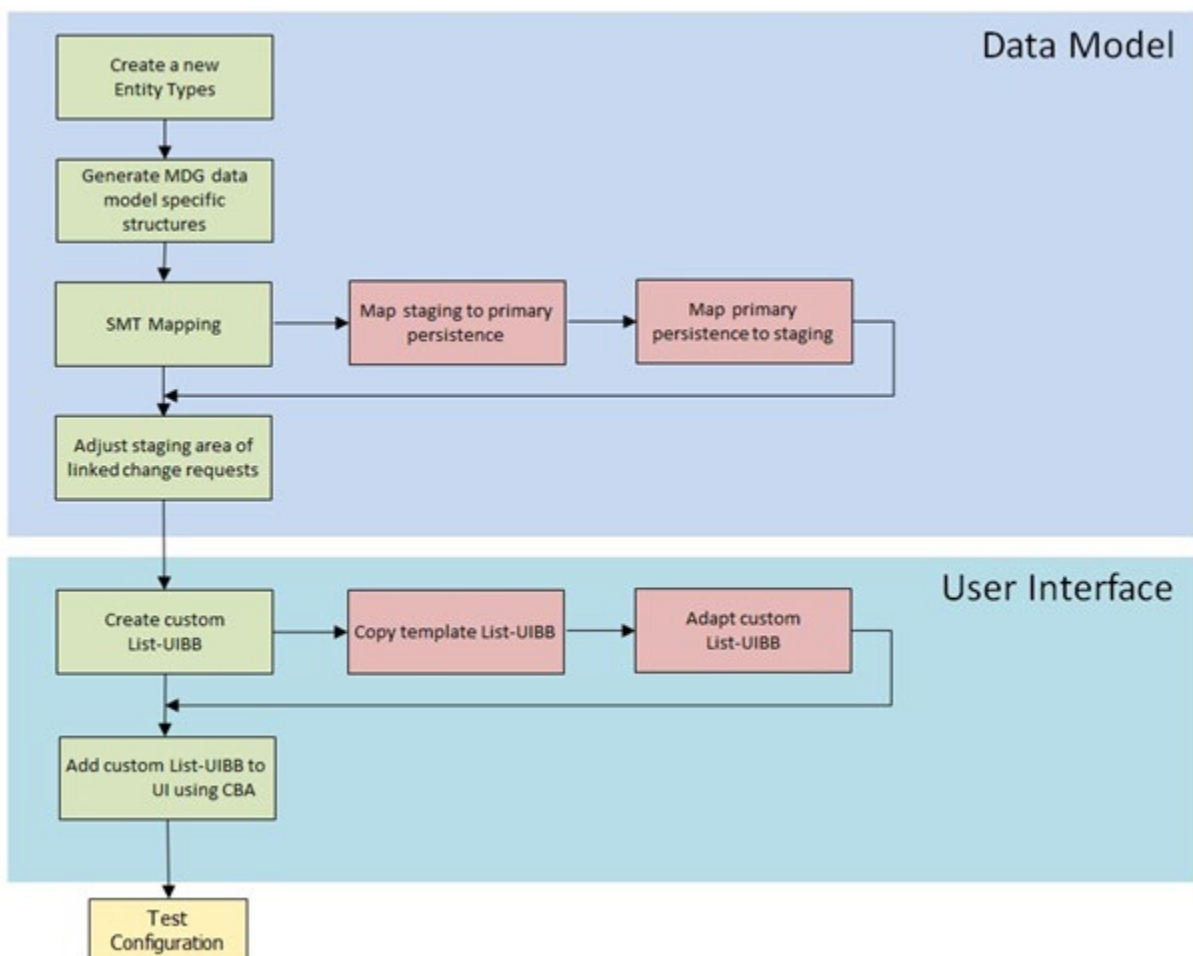 Data Model
Create a new
Entity Types
Generate MDG data
model specific
structures
SMT Mapping
Map staging to primary
persistence
Map primary
persistence to staging
Adjust staging area of
linked change requests
User Interface
Create custom
List-UIBB
Copy template List-UIBB
Adapt custom
List-UIBB
Add custom List-UIBB to
UI using CBA
Test
Configuration